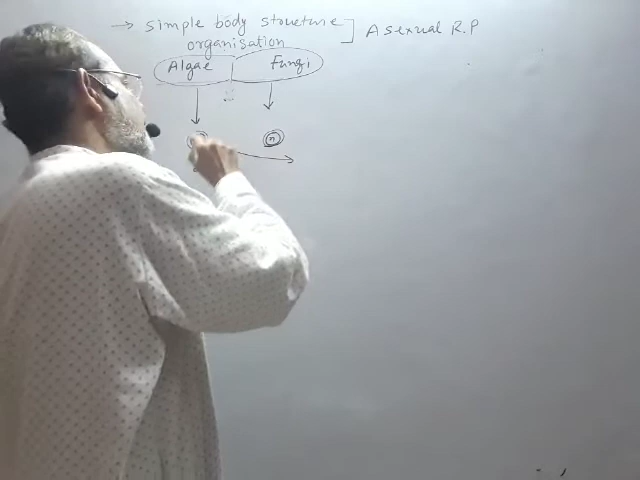 → simple body structure ] Asexual R.P
organisation
Algae Fungi
n